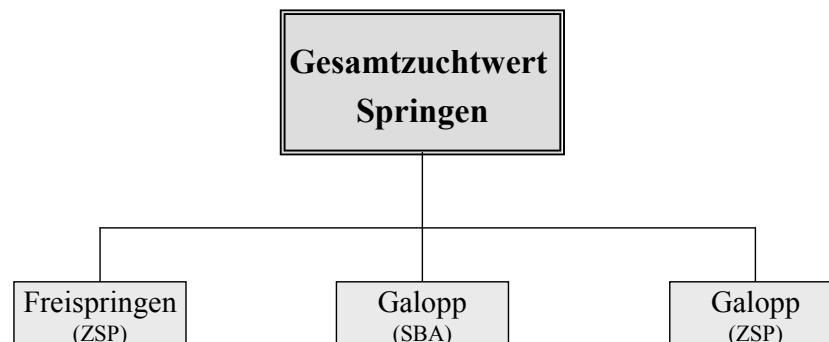 Gesamtzuchtwert
Springen
Freispringen
(ZSP)
Galopp
(SBA)
Galopp
(ZSP)